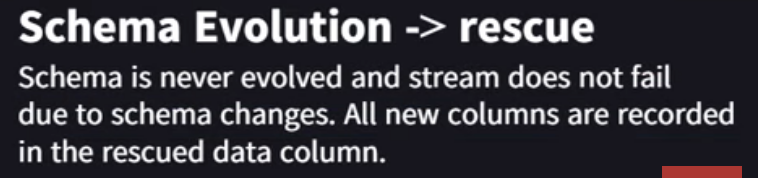 Schema Evolution -> rescue
Schema is never evolved and stream does not fail
due to schema changes. All new columns are recorded
in the rescued data column.